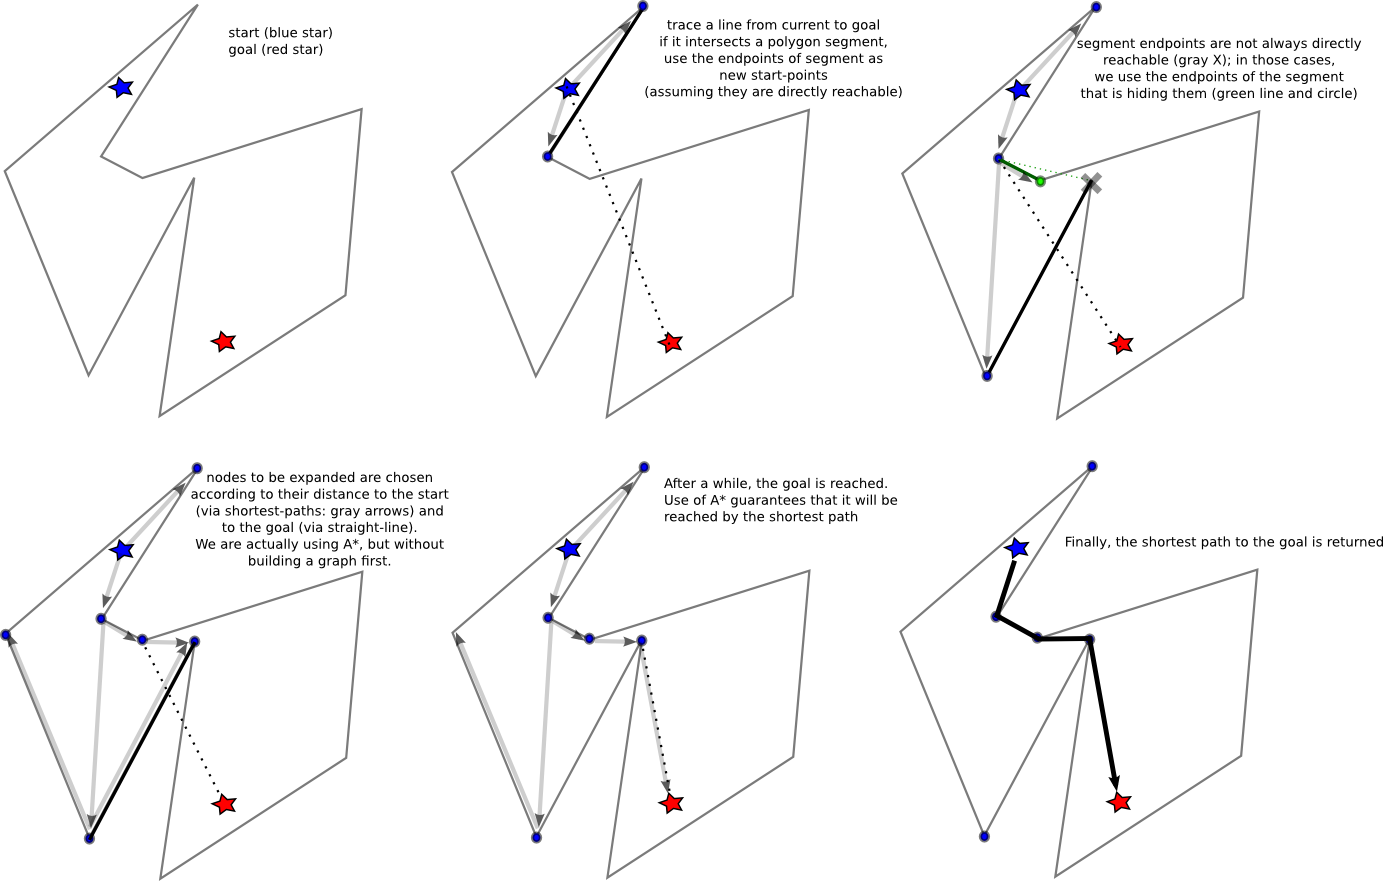 start (blue star)
goal (red star)
trace a line from current to goal
if it intersects a polygon segment,
use the endpoints of segment as
new start-points
(assuming they are directly reachable)
segment endpoints are not always directly
reachable (gray X); in those cases,
we use the endpoints of the segment
that is hiding them (green line and circle)
nodes to be expanded are chosen
according to their distance to the start
(via shortest-paths: gray arrows) and
to the goal (via straight-line).
We are actually using A*, but without
building a graph first.
After a while, the goal is reached.
Use of A* guarantees that it will be
reached by the shortest path
Finally, the shortest path to the goal is returned